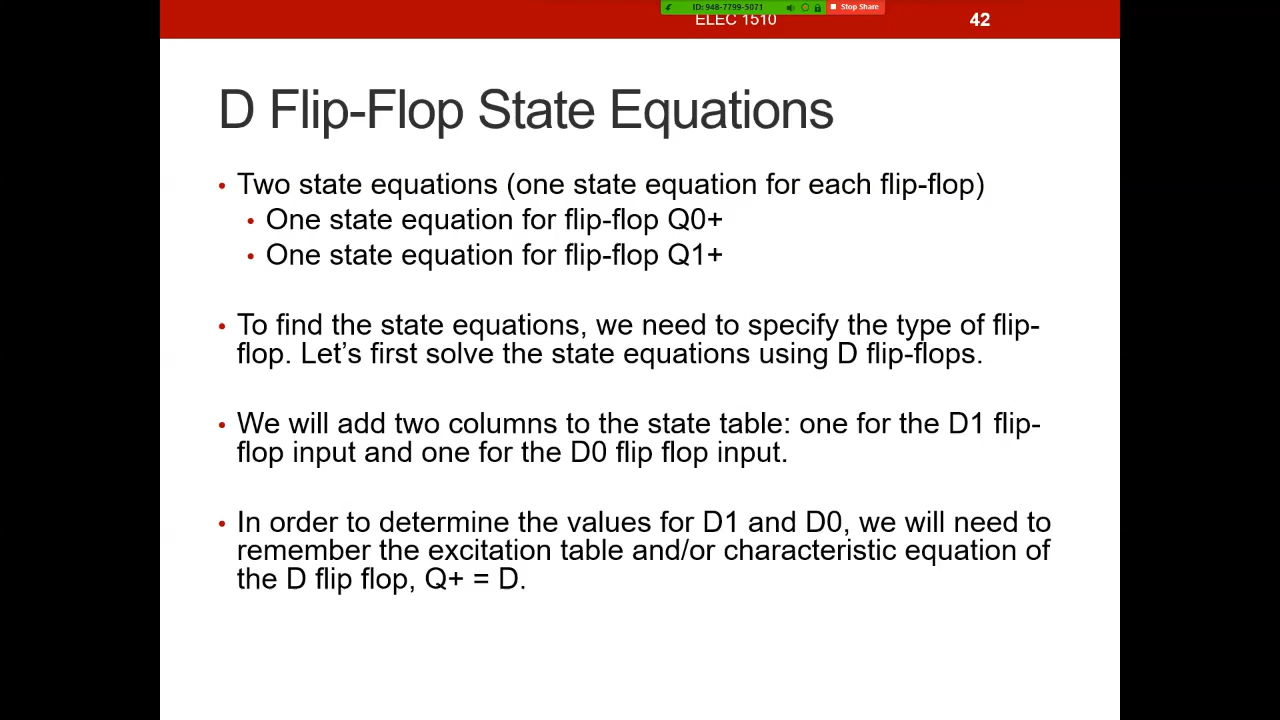 ID: 948-7799-5071
Stop Share
ELEC 1510
42
D Flip-Flop State Equations
• Two state equations (one state equation for each flip-flop)
• One state equation for flip-flop Q0+
• One state equation for flip-flop Q1+
• To find the state equations, we need to specify the type of flip-
flop. Let’s first solve the state equations using D flip-flops.
• We will add two columns to the state table: one for the D1 flip-
flop input and one for the D0 flip flop input.
• In order to determine the values for D1 and D0, we will need to
remember the excitation table and/or characteristic equation of
the D flip flop, Q+ = D.